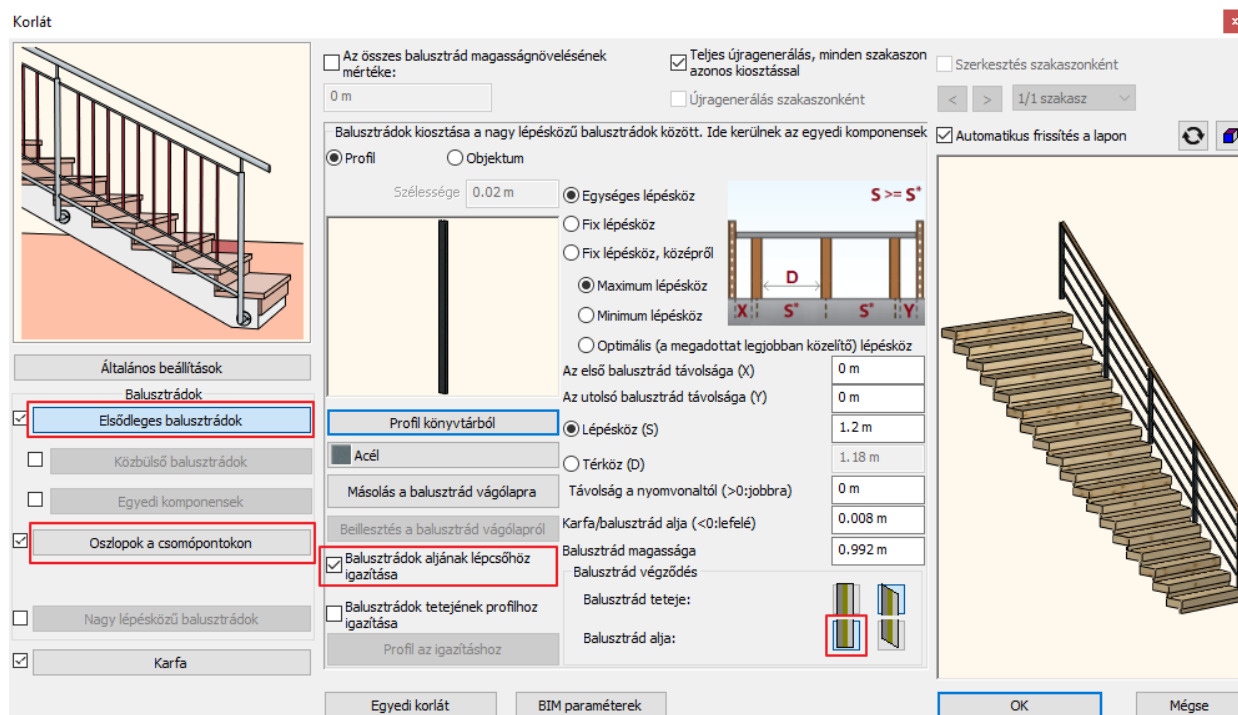 Korlát
x
Általános beállítások
Balusztrádok
Elsődleges balusztrádok
Közbülső balusztrádok
Egyedi komponensek
Oszlopok a csomópontokon
Nagy lépésközű balusztrádok
Karfa
Az összes balusztrád magasságnövelésének
mértéke:
0 m
Teljes újragenerálás, minden szakaszon
azonos kiosztással
Újragenerálás szakaszonként
Balusztrádok kiosztása a nagy lépésközű balusztrádok között. Ide kerülnek az egyedi komponensek
Profil
Objektum
Szélessége 0.02 m
Profil könyvtárból
Acél
Másolás a balusztrád vágólapra
Beillesztés a balusztrád vágólapról
Balusztrádok aljának lépcsőhöz
igazítása
Balusztrádok tetejének profilhoz
igazítása
Profil az igazításhoz
Egységes lépésköz
Fix lépésköz
Fix lépésköz, középről
Maximum lépésköz
Minimum lépésköz
Optimális (a megadottat legjobban közelítő) lépésköz
S >= S*
D
X S* S* Y
Az első balusztrád távolsága (X) 0 m
Az utolsó balusztrád távolsága (Y) 0 m
Lépésköz (S) 1.2 m
Térköz (D) 1.18 m
Távolság a nyomvonaltól (>0:jobbra) 0 m
Karfa/balusztrád alja (<0:lefelé) 0.008 m
Balusztrád magassága 0.992 m
Balusztrád végződés
Balusztrád teteje:
Balusztrád alja:
Egyedi korlát
BIM paraméterek
Szerkesztés szakaszonként
< > 1/1 szakasz
Automatikus frissítés a lapon
OK
Mégse